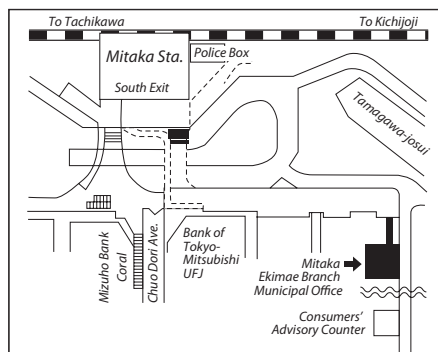 To Tachikawa
To Kichijoji
Mitaka Sta.
Police Box
South Exit
Tamagawa-josui
Mizuho Bank
Coral
Chuo Dori Ave.
Bank of
Tokyo-
Mitsubishi
UFJ
Mitaka
Ekimae Branch
Municipal Office
Consumers'
Advisory Counter